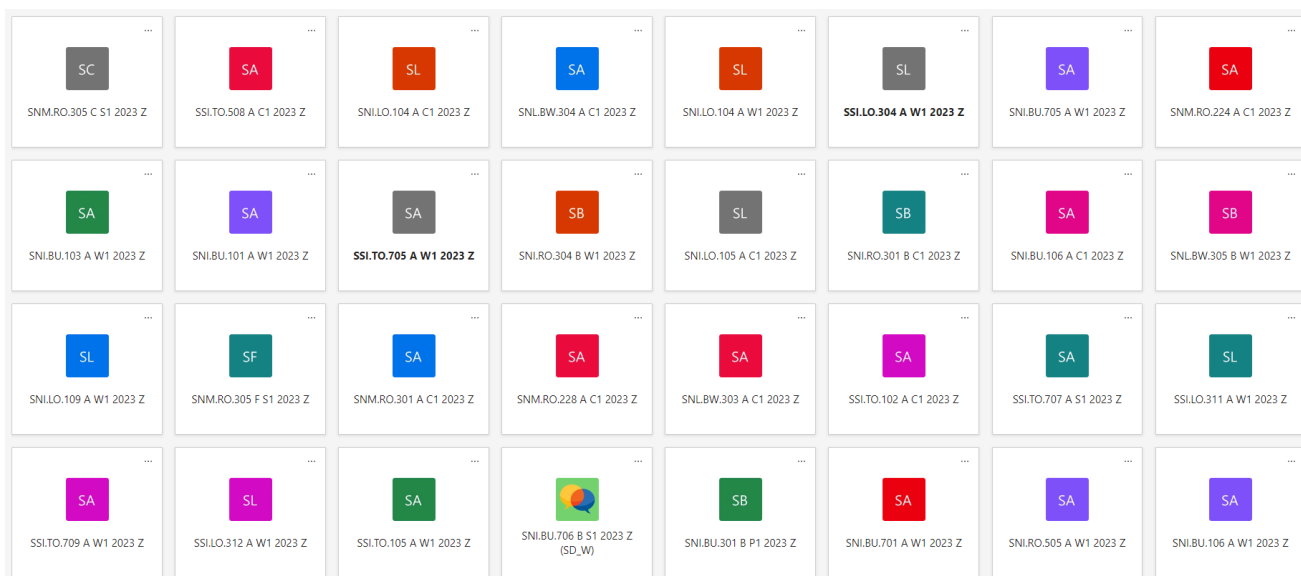 ... ... ... ... ... ... ... ...
SC SA SL SA SL SL SA SA
SNM.RO.305 C S1 2023 Z SSI.TO.508 A C1 2023 Z SNI.LO.104 A C1 2023 Z SNL.BW.304 A C1 2023 Z SNI.LO.104 A W1 2023 Z SSI.LO.304 A W1 2023 Z SNI.BU.705 A W1 2023 Z SNM.RO.224 A C1 2023 Z
... ... ... ... ... ... ... ...
SA SA SA SB SL SB SA SB
SNI.BU.103 A W1 2023 Z SNI.BU.101 A W1 2023 Z SSI.TO.705 A W1 2023 Z SNI.RO.304 B W1 2023 Z SNI.LO.105 A C1 2023 Z SNI.RO.301 B C1 2023 Z SNI.BU.106 A C1 2023 Z SNL.BW.305 B W1 2023 Z
... ... ... ... ... ... ... ...
SL SF SA SA SA SA SA SL
SNI.LO.109 A W1 2023 Z SNM.RO.305 F S1 2023 Z SNM.RO.301 A C1 2023 Z SNM.RO.228 A C1 2023 Z SNL.BW.303 A C1 2023 Z SSI.TO.102 A C1 2023 Z SSI.TO.707 A S1 2023 Z SSI.LO.311 A W1 2023 Z
... ... ... ... ... ... ... ...
SA SL SA SB SA SA SA
SSI.TO.709 A W1 2023 Z SSI.LO.312 A W1 2023 Z SSI.TO.105 A W1 2023 Z SNI.BU.706 B S1 2023 Z SNI.BU.301 B P1 2023 Z SNI.BU.701 A W1 2023 Z SNI.RO.505 A W1 2023 Z SNI.BU.106 A W1 2023 Z
(SD_W)